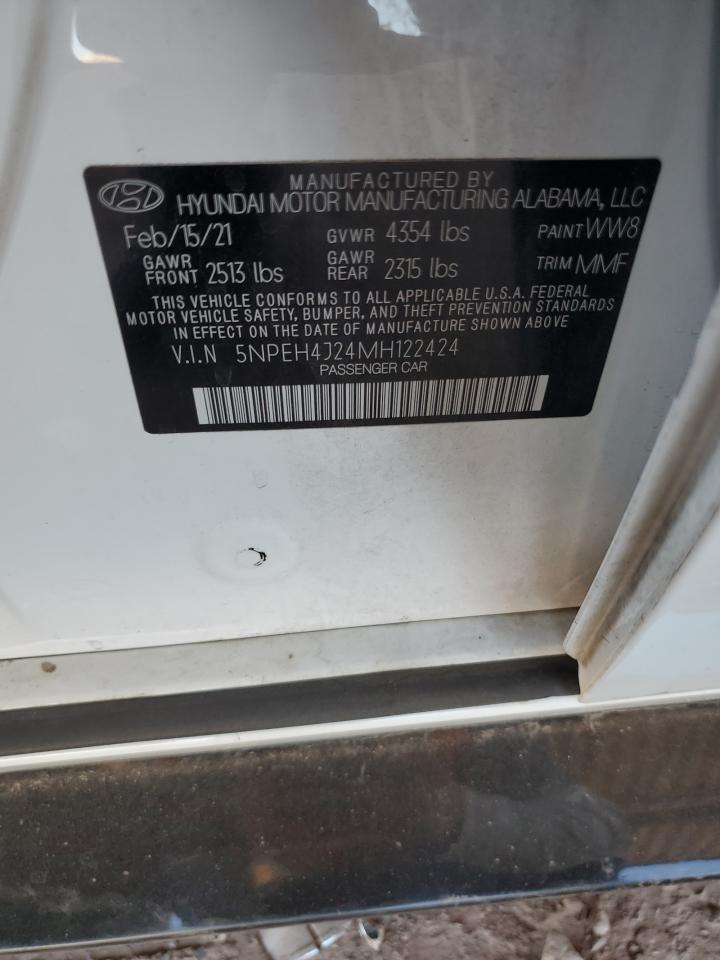 MANUFACTURED BY
HYUNDAI MOTOR MANUFACTURING ALABAMA, LLC
Feb/15/21 GVWR 4354 lbs PAINT WW8
GAWR FRONT 2513 lbs GAWR REAR 2315 lbs TRIM MMF
THIS VEHICLE CONFORMS TO ALL APPLICABLE U.S.A. FEDERAL
MOTOR VEHICLE SAFETY, BUMPER, AND THEFT PREVENTION STANDARDS
IN EFFECT ON THE DATE OF MANUFACTURE SHOWN ABOVE
V.I.N 5NPEH4J24MH122424
PASSENGER CAR